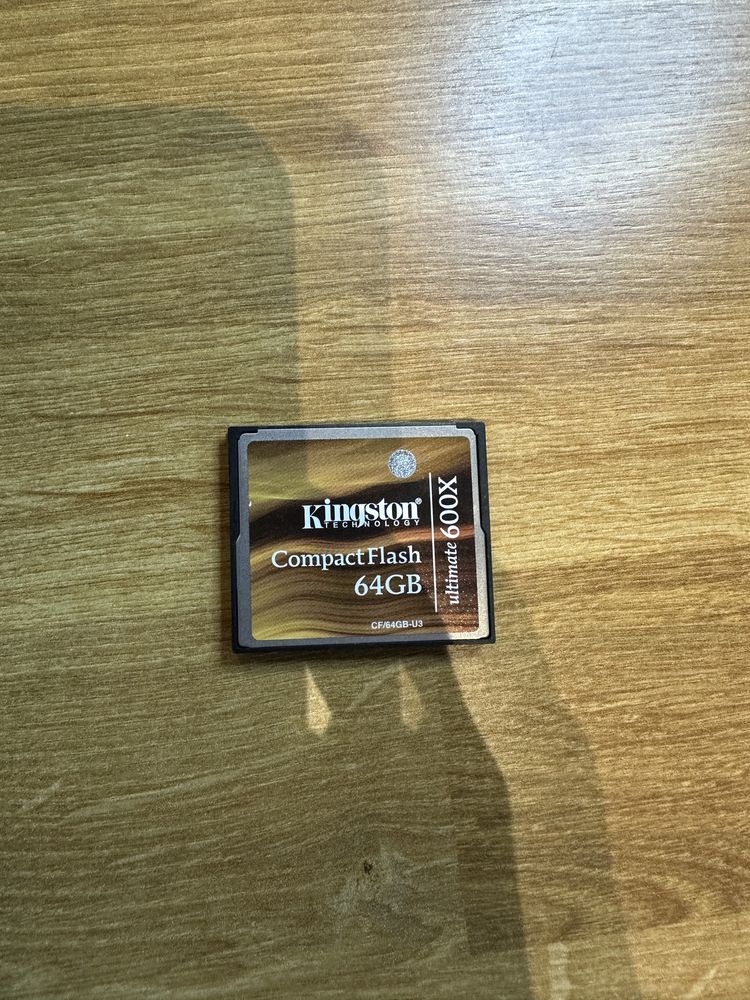 Kingston®
TECHNOLOGY
CompactFlash
64GB
CF/64GB-U3
ultimate 600X